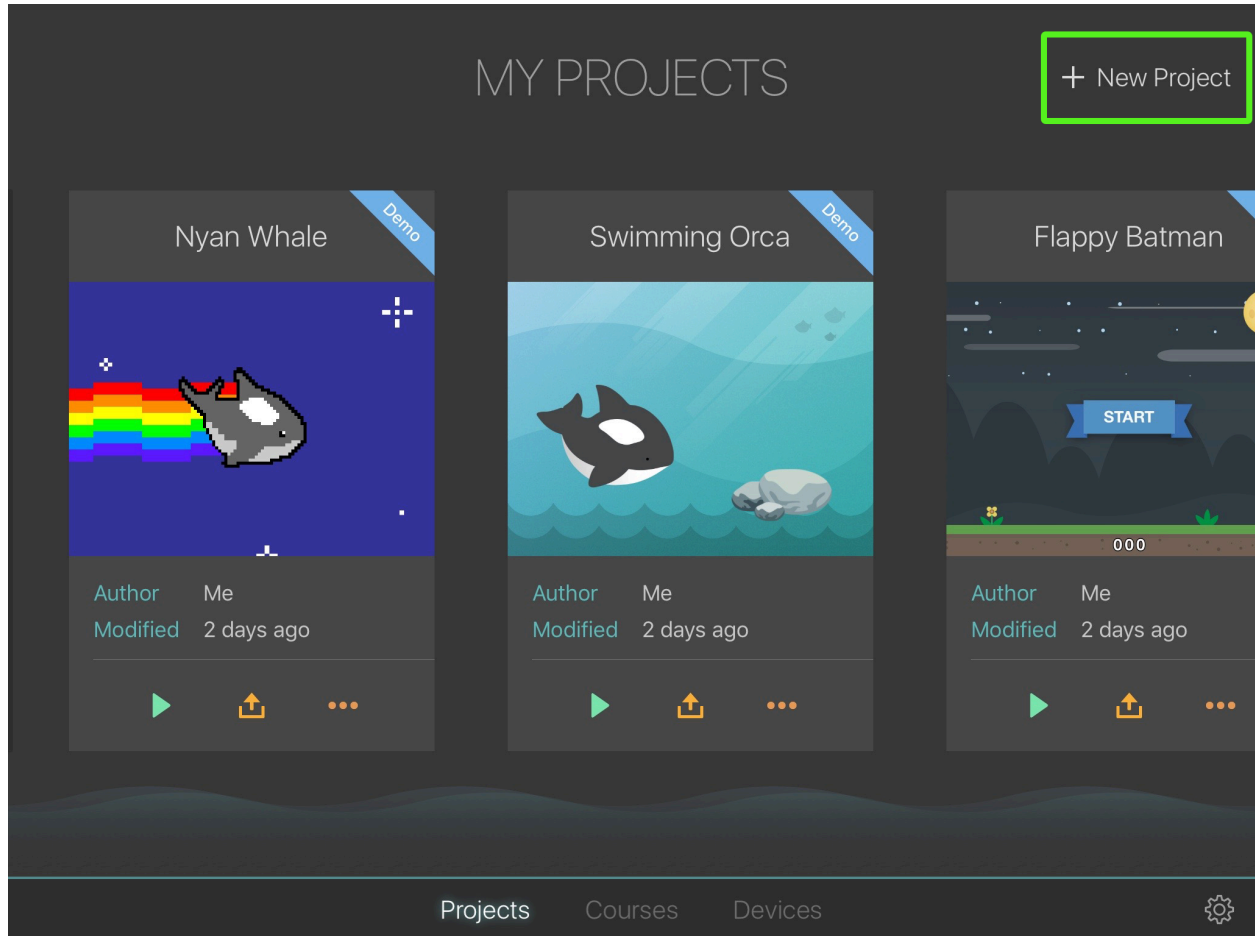 MY PROJECTS
+ New Project
Nyan Whale
Demo
Swimming Orca
Demo
Flappy Batman
START
000
Author Me
Modified 2 days ago
Author Me
Modified 2 days ago
Author Me
Modified 2 days ago
Projects Courses Devices